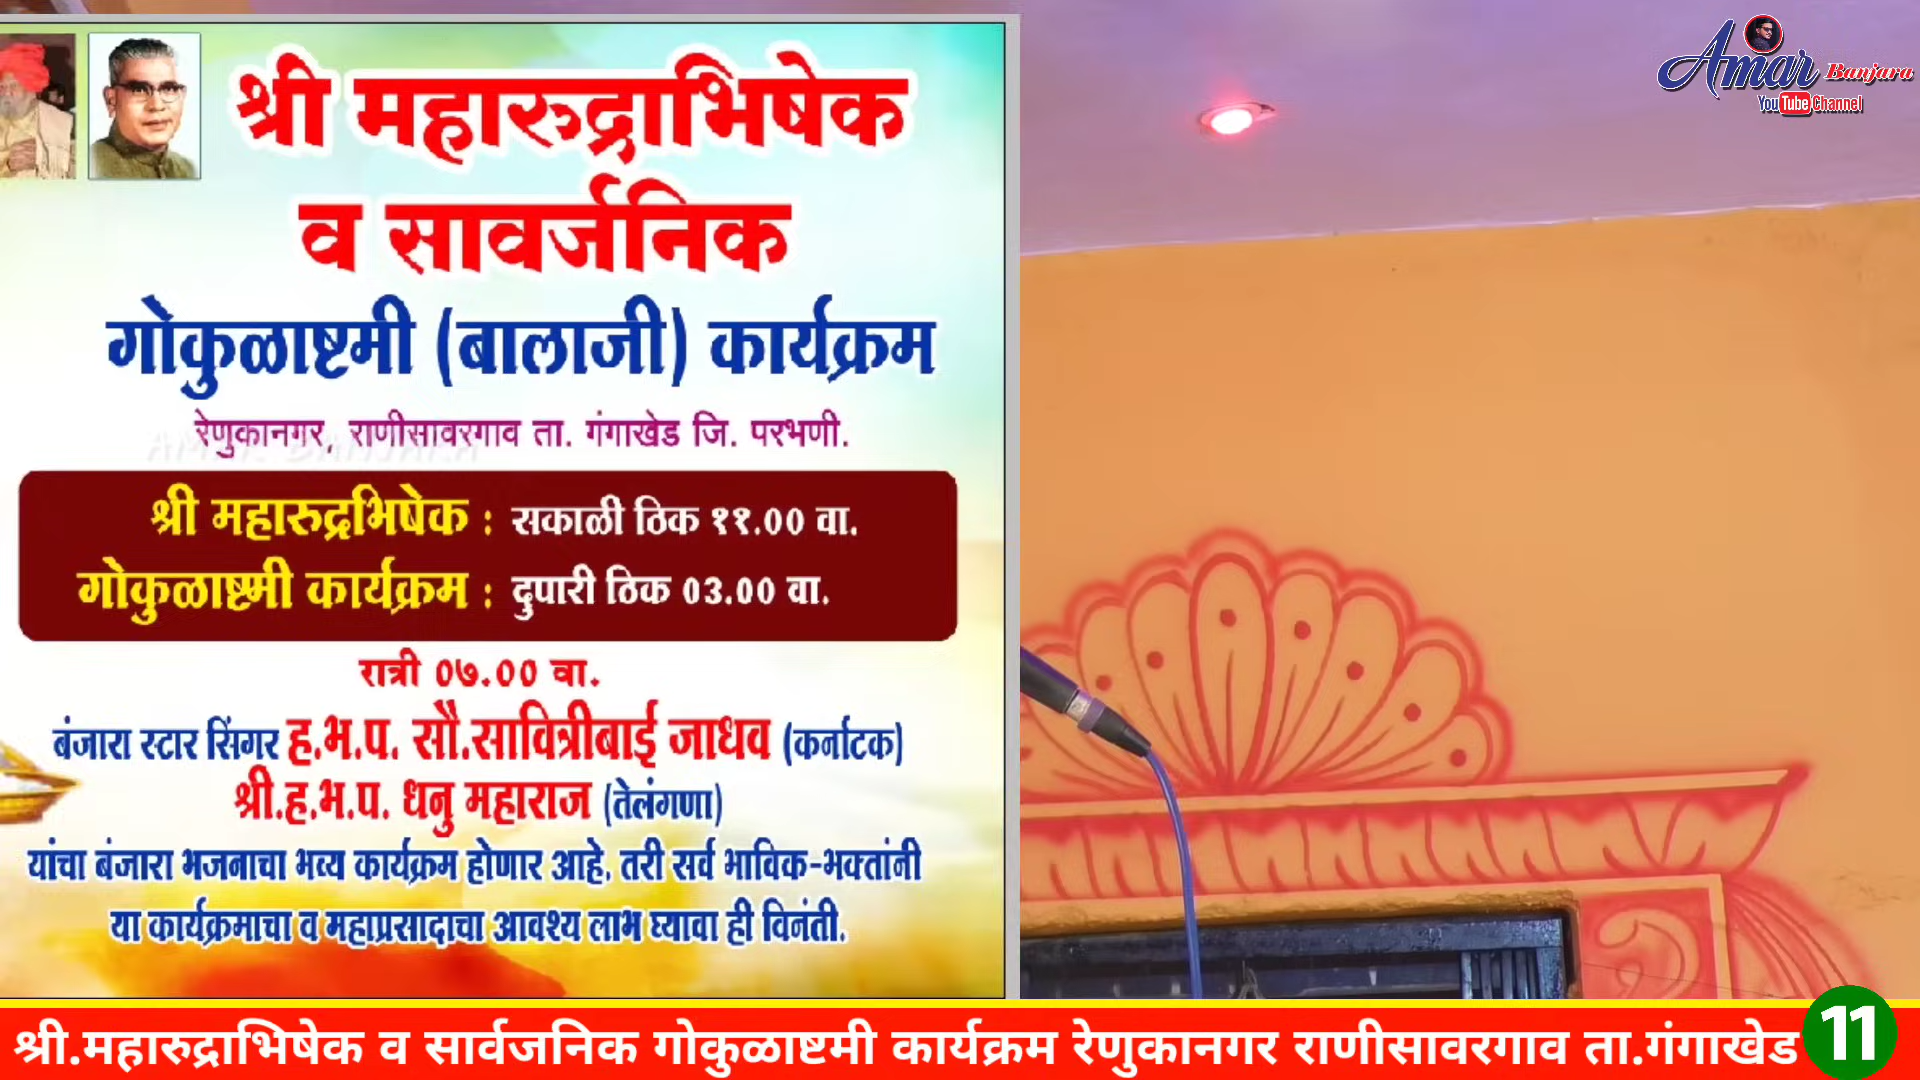 श्री महारुद्राभिषेक
व सावर्जनिक
गोकुळाष्टमी (बालाजी) कार्यक्रम
रेणुकानगर, राणीसावरगाव ता. गंगाखेड जि. परभणी.
AMAR BANJARA
श्री महारुद्रभिषेक : सकाळी ठिक ११.00 वा.
गोकुळाष्मी कार्यक्रम : दुपारी ठिक 03.00 वा.
रात्री ०७.०० वा.
बंजारा स्टार सिंगर ह.भ.प. सौ.सावित्रीबाई जाधव (कर्नाटक)
श्री.ह.भ.प. धनु महाराज (तेलंगणा)
यांचा बंजारा भजनाचा भव्य कार्यक्रम होणार आहे. तरी सर्व भाविक-भक्तांनी
या कार्यक्रमाचा व महाप्रसादाचा आवश्य लाभ घ्यावा ही विनंती.
Amar Banjara
YouTube Channel
श्री.महारुद्राभिषेक व सार्वजनिक गोकुळाष्टमी कार्यक्रम रेणुकानगर राणीसावरगाव ता.गंगाखेड
11